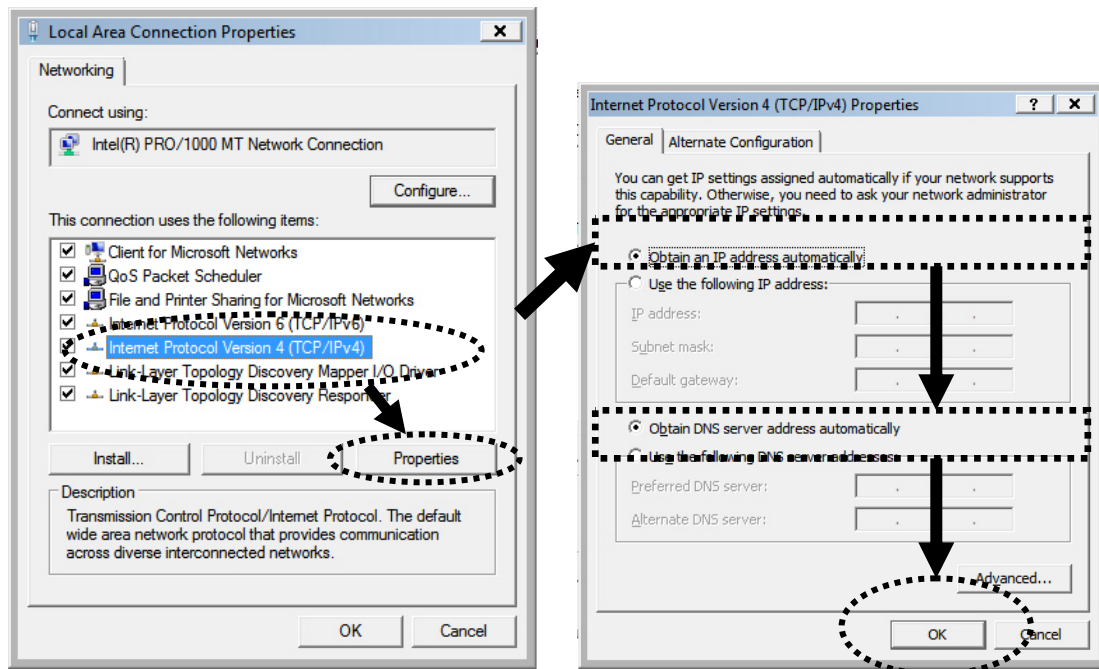 Local Area Connection Properties
Networking
Connect using:
Intel(R) PRO/1000 MT Network Connection
Configure...
This connection uses the following items:
Client for Microsoft Networks
QoS Packet Scheduler
File and Printer Sharing for Microsoft Networks
Internet Protocol Version 6 (TCP/IPv6)
Internet Protocol Version 4 (TCP/IPv4)
Link-Layer Topology Discovery Mapper I/O Driver
Link-Layer Topology Discovery Responder
Install...
Uninstall
Properties
Description
Transmission Control Protocol/Internet Protocol. The default
wide area network protocol that provides communication
across diverse interconnected networks.
OK
Cancel
Internet Protocol Version 4 (TCP/IPv4) Properties
General
Alternate Configuration
You can get IP settings assigned automatically if your network supports
this capability. Otherwise, you need to ask your network administrator
for the appropriate IP settings.
Obtain an IP address automatically
Use the following IP address:
IP address:
Subnet mask:
Default gateway:
Obtain DNS server address automatically
Use the following DNS server addresses:
Preferred DNS server:
Alternate DNS server:
Advanced...
OK
Cancel